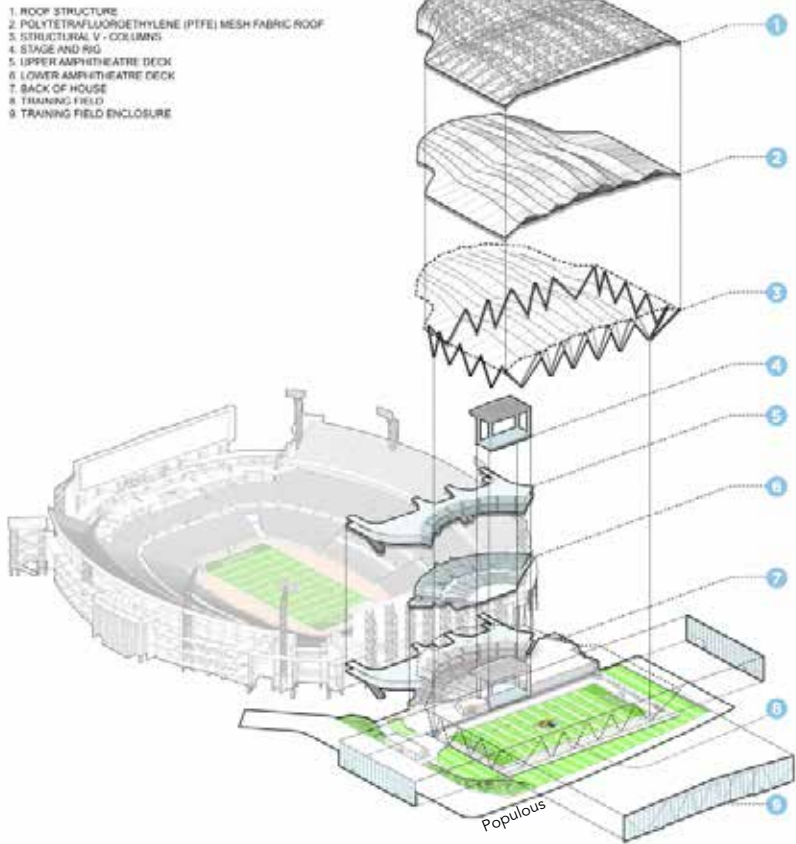 1. ROOF STRUCTURE
2. POLYTETRAFLUOROETHYLENE (PTFE) MESH FABRIC ROOF
3. STRUCTURAL V - COLUMNS
4. STAGE AND RIG
5. UPPER AMPHITHEATRE DECK
6. LOWER AMPHITHEATRE DECK
7. BACK OF HOUSE
8. TRAINING FIELD
9. TRAINING FIELD ENCLOSURE
1
2
3
4
5
6
7
8
9
Populous